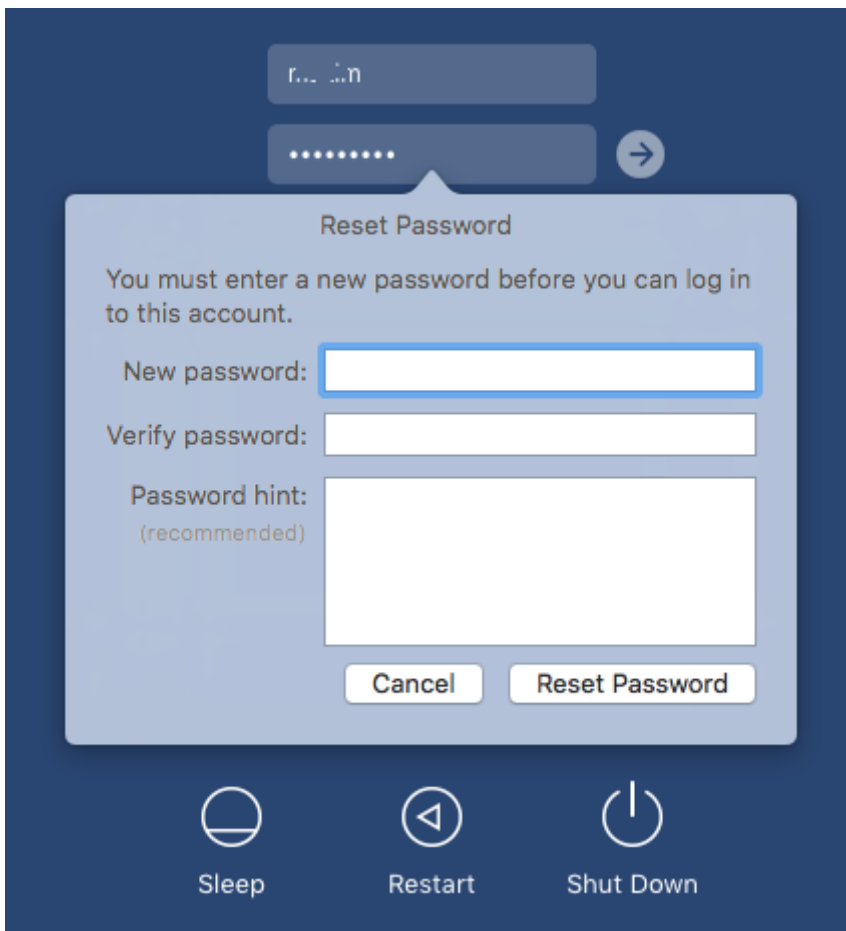 Reset Password
You must enter a new password before you can log in
to this account.
New password:
Verify password:
Password hint:
(recommended)
Cancel Reset Password
Sleep Restart Shut Down